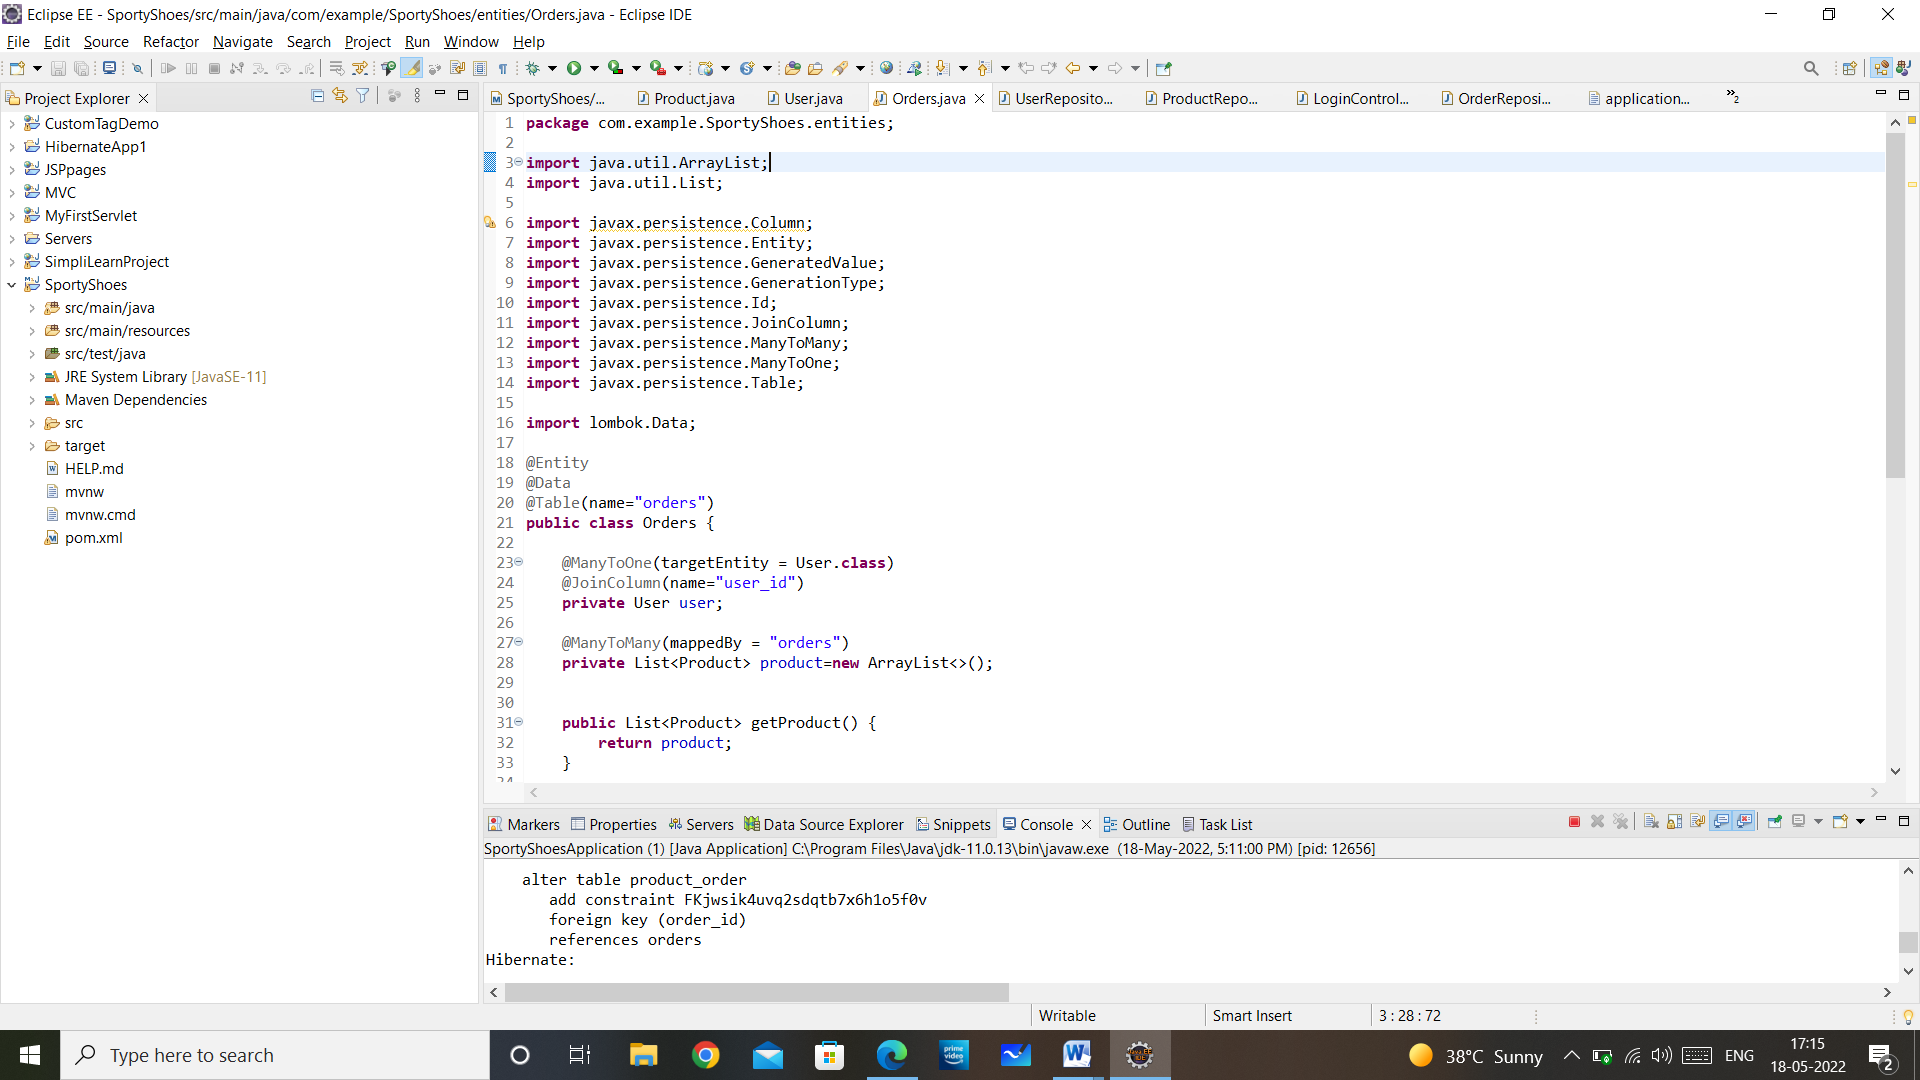 Eclipse EE - SportyShoes/src/main/java/com/example/SportyShoes/entities/Orders.java - Eclipse IDE
File Edit Source Refactor Navigate Search Project Run Window Help
Project Explorer
CustomTagDemo
HibernateApp1
JSPpages
MVC
MyFirstServlet
Servers
SimpliLearnProject
SportyShoes
src/main/java
src/main/resources
src/test/java
JRE System Library [JavaSE-11]
Maven Dependencies
src
target
HELP.md
mvnw
mvnw.cmd
pom.xml
SportyShoes/... Product.java User.java Orders.java UserReposito... ProductRepo... LoginControl... OrderReposi... application... »2
1 package com.example.SportyShoes.entities;
2
3 import java.util.ArrayList;
4 import java.util.List;
5
6 import javax.persistence.Column;
7 import javax.persistence.Entity;
8 import javax.persistence.GeneratedValue;
9 import javax.persistence.GenerationType;
10 import javax.persistence.Id;
11 import javax.persistence.JoinColumn;
12 import javax.persistence.ManyToMany;
13 import javax.persistence.ManyToOne;
14 import javax.persistence.Table;
15
16 import lombok.Data;
17
18 @Entity
19 @Data
20 @Table(name="orders")
21 public class Orders {
22
23 @ManyToOne(targetEntity = User.class)
24 @JoinColumn(name="user_id")
25 private User user;
26
27 @ManyToMany(mappedBy = "orders")
28 private List<Product> product=new ArrayList<>();
29
30
31 public List<Product> getProduct() {
32 return product;
33 }
34
Markers Properties Servers Data Source Explorer Snippets Console Outline Task List
SportyShoesApplication (1) [Java Application] C:\Program Files\Java\jdk-11.0.13\bin\javaw.exe (18-May-2022, 5:11:00 PM) [pid: 12656]
alter table product_order
add constraint FKjwsik4uvq2sdqtb7x6h1o5f0v
foreign key (order_id)
references orders
Hibernate:
Writable Smart Insert 3 : 28 : 72
Type here to search
prime video
38°C Sunny
ENG
17:15
18-05-2022
2